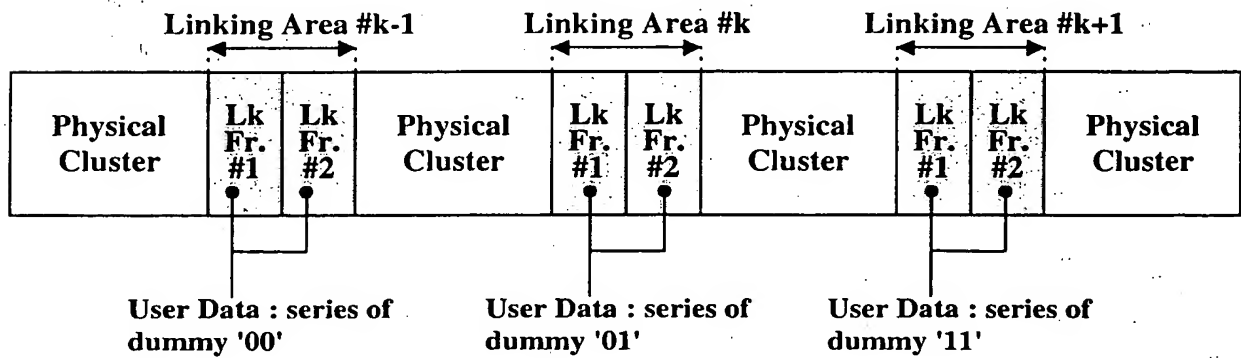 Linking Area #k-1
Linking Area #k
Linking Area #k+1
Physical
Cluster
Lk
Fr.
#1
Lk
Fr.
#2
Physical
Cluster
Lk
Fr.
#1
Lk
Fr.
#2
Physical
Cluster
Lk
Fr.
#1
Lk
Fr.
#2
Physical
Cluster
User Data : series of
dummy '00'
User Data : series of
dummy '01'
User Data : series of
dummy '11'